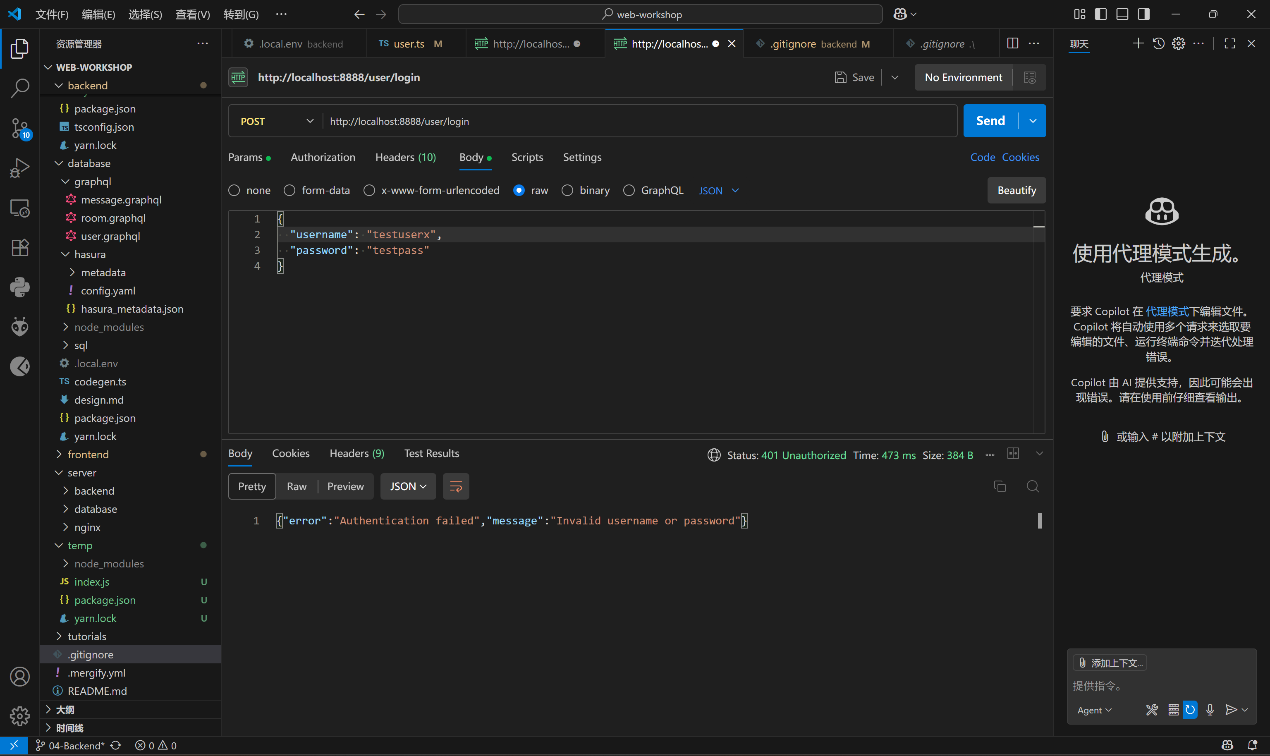 文件(F) 编辑(E) 选择(S) 查看(V) 转到(G) ··· web-workshop
资源管理器 ···
WEB-WORKSHOP
backend
package.json
tsconfig.json
yarn.lock
database
graphql
message.graphql
room.graphql
user.graphql
hasura
metadata
config.yaml
hasura_metadata.json
node_modules
sql
.local.env
codegen.ts
design.md
package.json
yarn.lock
frontend
server
backend
database
nginx
temp
node_modules
index.js U
package.json U
yarn.lock U
tutorials
.gitignore
.mergify.yml
README.md
大纲
时间线
10
.local.env backend TS user.ts M http://localhos... http://localhos... .gitignore backend M .gitignore .\ ···
http://localhost:8888/user/login Save No Environment
POST http://localhost:8888/user/login Send
Params Authorization Headers (10) Body Scripts Settings Code Cookies
none form-data x-www-form-urlencoded raw binary GraphQL JSON Beautify
1 {
2 "username": "testuserx",
3 "password": "testpass"
4 }
Body Cookies Headers (9) Test Results Status: 401 Unauthorized Time: 473 ms Size: 384 B ···
Pretty Raw Preview JSON
1 {"error":"Authentication failed","message":"Invalid username or password"}
聊天 ···
使用代理模式生成。
代理模式
要求 Copilot 在 代理模式下编辑文件。
Copilot 将自动使用多个请求来选取要
编辑的文件、运行终端命令并迭代处理
错误。
Copilot 由 AI 提供支持，因此可能会出
现错误。请在使用前仔细查看输出。
或输入 # 以附加上下文
添加上下文...
提供指令。
Agent
04-Backend* 0 0